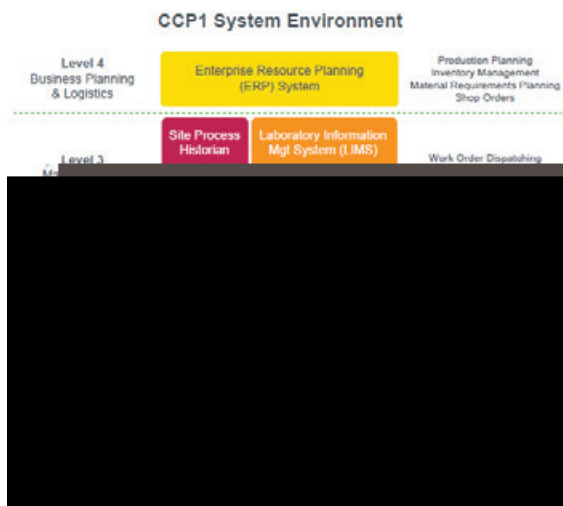 CCP1 System Environment
Level 4
Business Planning
& Logistics
Enterprise Resource Planning
(ERP) System
Production Planning
Inventory Management
Material Requirements Planning
Shop Orders
Level 3
Site Process
Historian
Laboratory Information
Mgt System (LIMS)
Work Order Dispatching